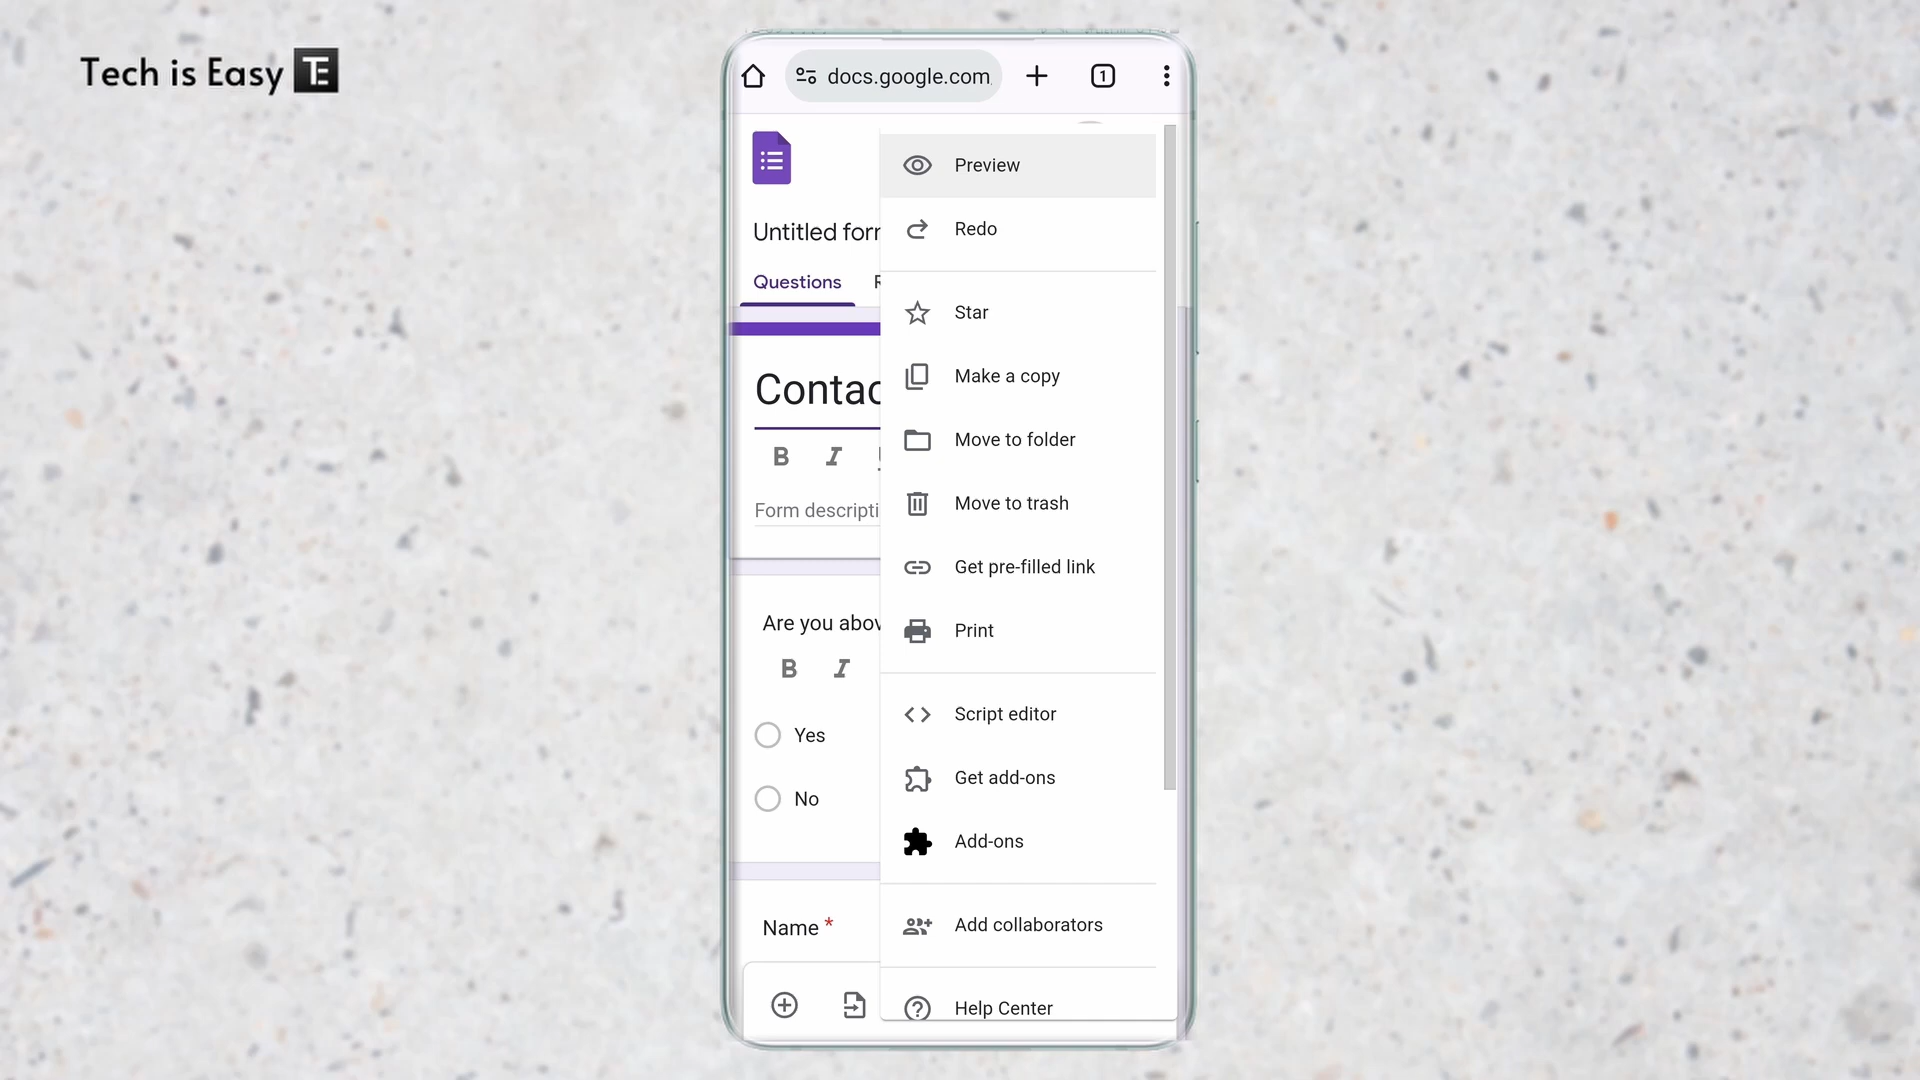 Tech is Easy TE
docs.google.com
1
Preview
Redo
Untitled for
Questions
Star
Contac
Make a copy
B I
Move to folder
Form descripti
Move to trash
Get pre-filled link
Are you abov
Print
B I
Script editor
Yes
Get add-ons
No
Add-ons
Name *
Add collaborators
Help Center